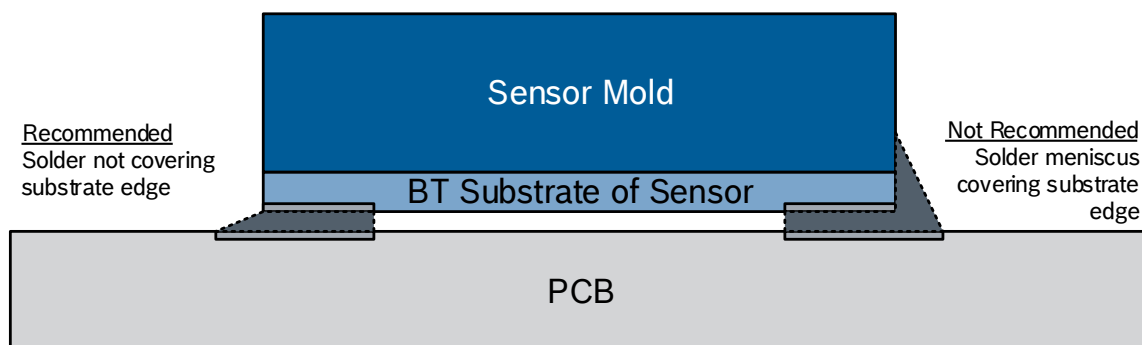 Sensor Mold
Recommended
Solder not covering
substrate edge
Not Recommended
Solder meniscus
covering substrate
edge
BT Substrate of Sensor
PCB